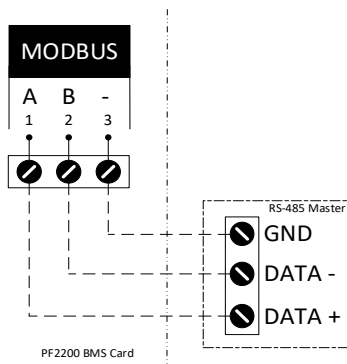 MODBUS
A B -
1 2 3
RS-485 Master
GND
DATA -
DATA +
PF2200 BMS Card